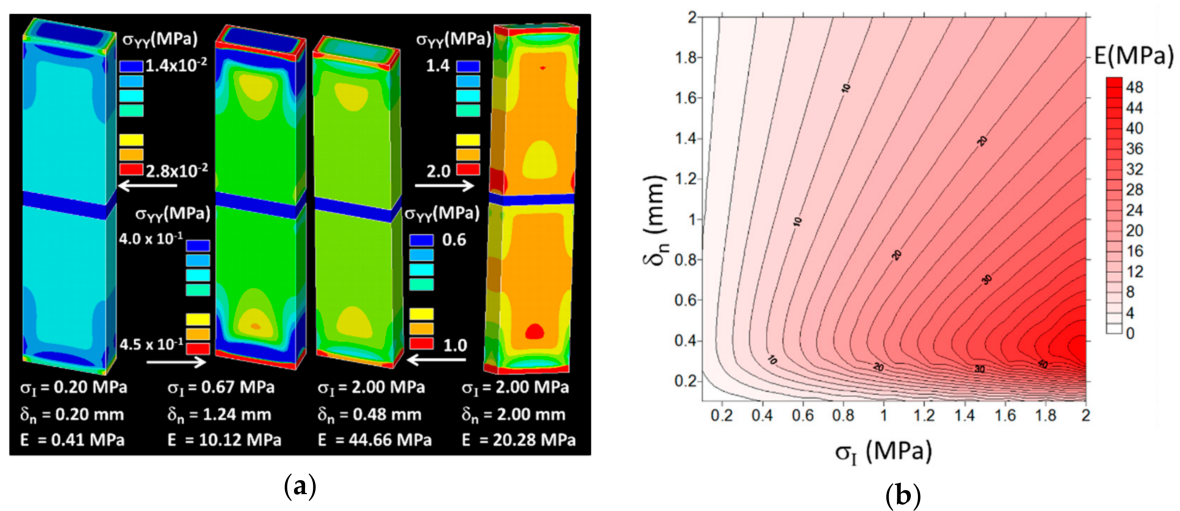 σYY(MPa)
1.4x10⁻²
2.8x10⁻²
σYY(MPa)
4.0 x 10⁻¹
4.5 x 10⁻¹
σYY(MPa)
1.4
2.0
σYY(MPa)
0.6
1.0
σI = 0.20 MPa
δn = 0.20 mm
E = 0.41 MPa
σI = 0.67 MPa
δn = 1.24 mm
E = 10.12 MPa
σI = 2.00 MPa
δn = 0.48 mm
E = 44.66 MPa
σI = 2.00 MPa
δn = 2.00 mm
E = 20.28 MPa
(a)
δn (mm)
2
1.8
1.6
1.4
1.2
1
0.8
0.6
0.4
0.2
10
20
10
20
30
10
20
30
40
0.2 0.4 0.6 0.8 1 1.2 1.4 1.6 1.8 2
σI (MPa)
E(MPa)
48
44
40
36
32
28
24
20
16
12
8
4
0
(b)